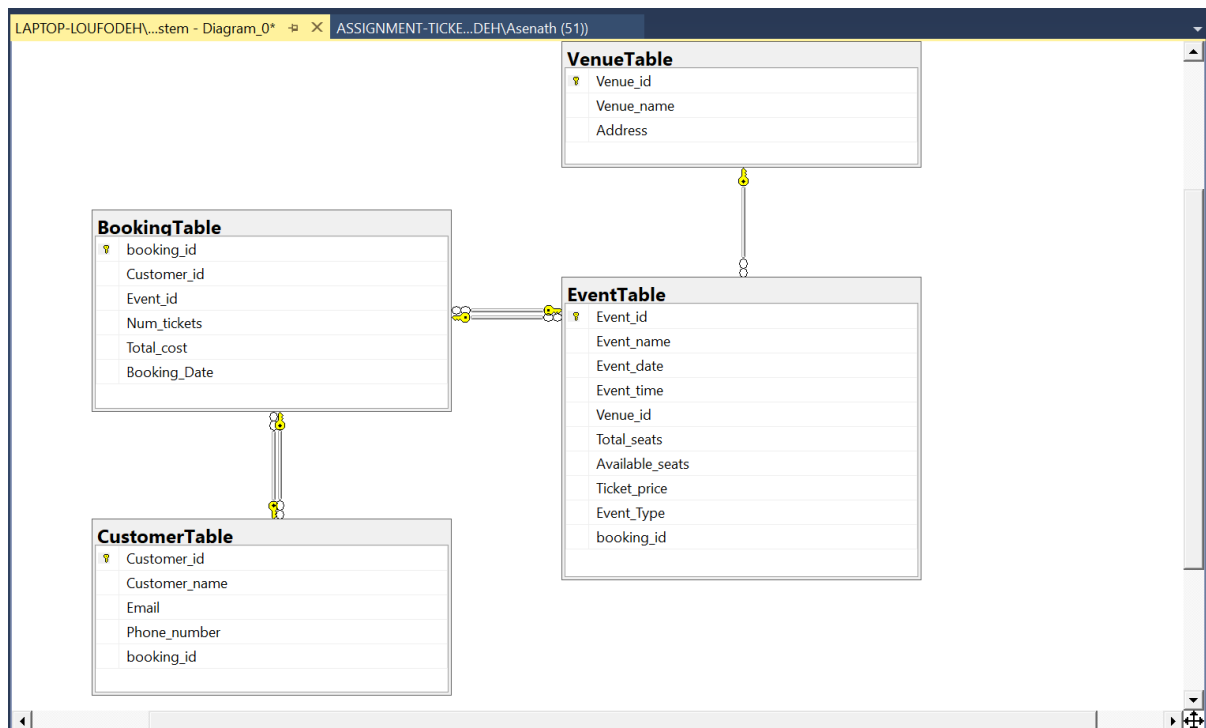 LAPTOP-LOUFODEH\...stem - Diagram_0* ASSIGNMENT-TICKE...DEH\Asenath (51))
VenueTable
Venue_id
Venue_name
Address
BookingTable
booking_id
Customer_id
Event_id
Num_tickets
Total_cost
Booking_Date
EventTable
Event_id
Event_name
Event_date
Event_time
Venue_id
Total_seats
Available_seats
Ticket_price
Event_Type
booking_id
CustomerTable
Customer_id
Customer_name
Email
Phone_number
booking_id